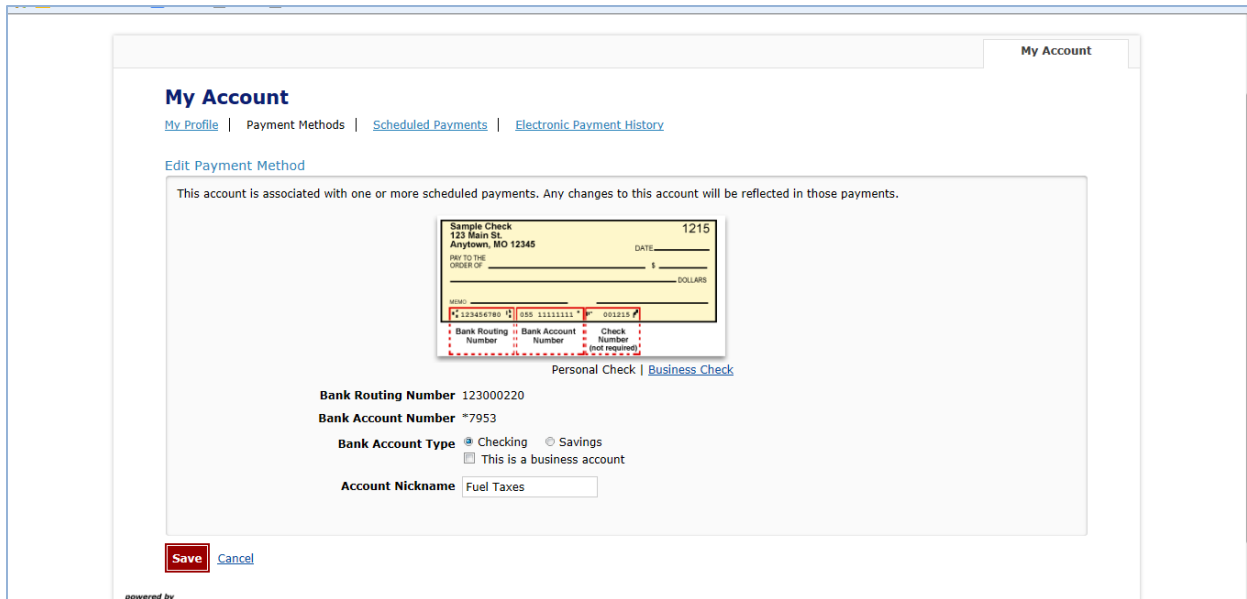 My Account
My Account
My Profile | Payment Methods | Scheduled Payments | Electronic Payment History
Edit Payment Method
This account is associated with one or more scheduled payments. Any changes to this account will be reflected in those payments.
Sample Check 1215
123 Main St.
Anytown, MO 12345
DATE
PAY TO THE
ORDER OF $
DOLLARS
MEMO
123456780 055 11111111 001215
Bank Routing Number
Bank Account Number
Check Number (not required)
Personal Check | Business Check
Bank Routing Number 123000220
Bank Account Number *7953
Bank Account Type Checking Savings
This is a business account
Account Nickname Fuel Taxes
Save Cancel
powered by